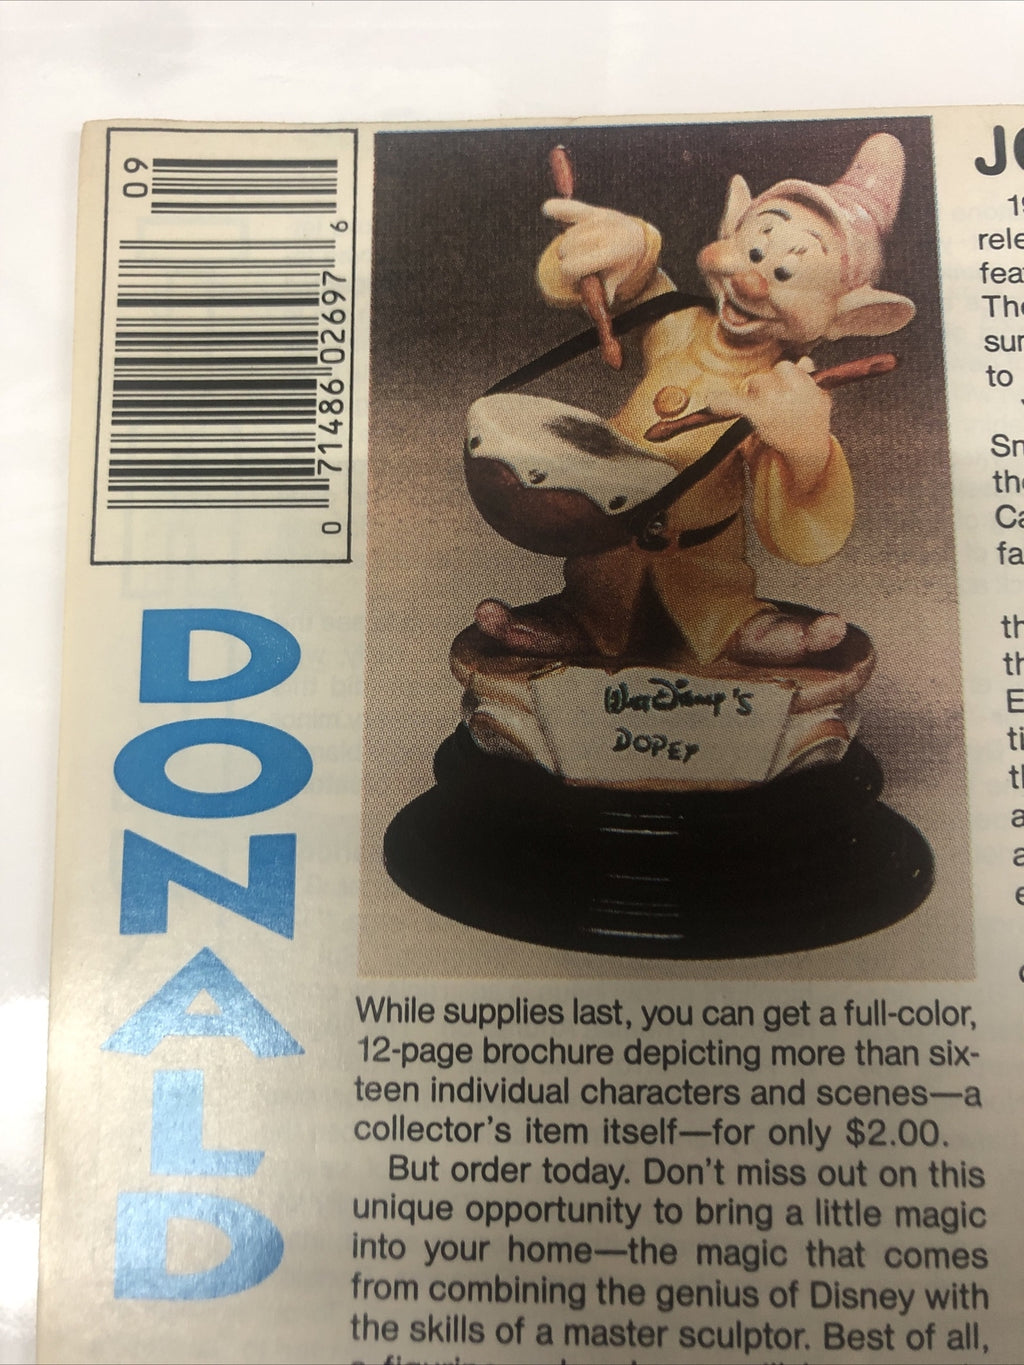 09
0 71486 02697 6
DONALD
Walt Disney's
DOPEY
While supplies last, you can get a full-color,
12-page brochure depicting more than six-
teen individual characters and scenes—a
collector's item itself—for only $2.00.
But order today. Don't miss out on this
unique opportunity to bring a little magic
into your home—the magic that comes
from combining the genius of Disney with
the skills of a master sculptor. Best of all,
to